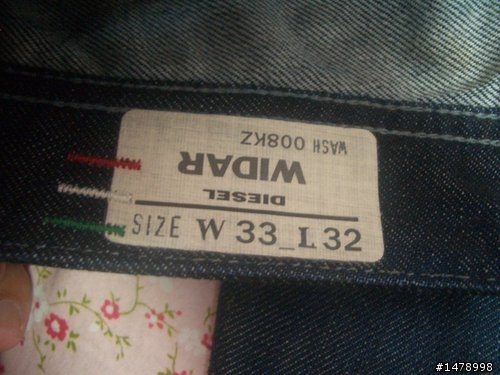 WASH 008KZ
WIDAR
DIESEL
SIZE W 33_L 32
#1478998